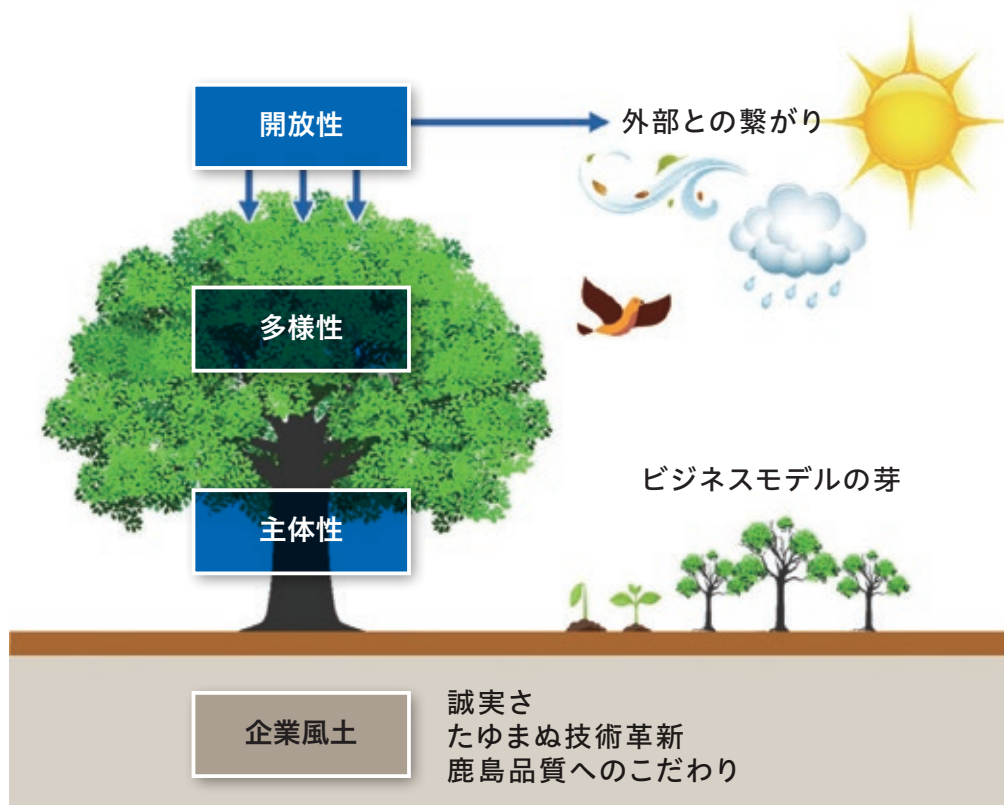 開放性
外部との繋がり
多様性
ビジネスモデルの芽
主体性
企業風土
誠実さ
たゆまぬ技術革新
鹿島品質へのこだわり